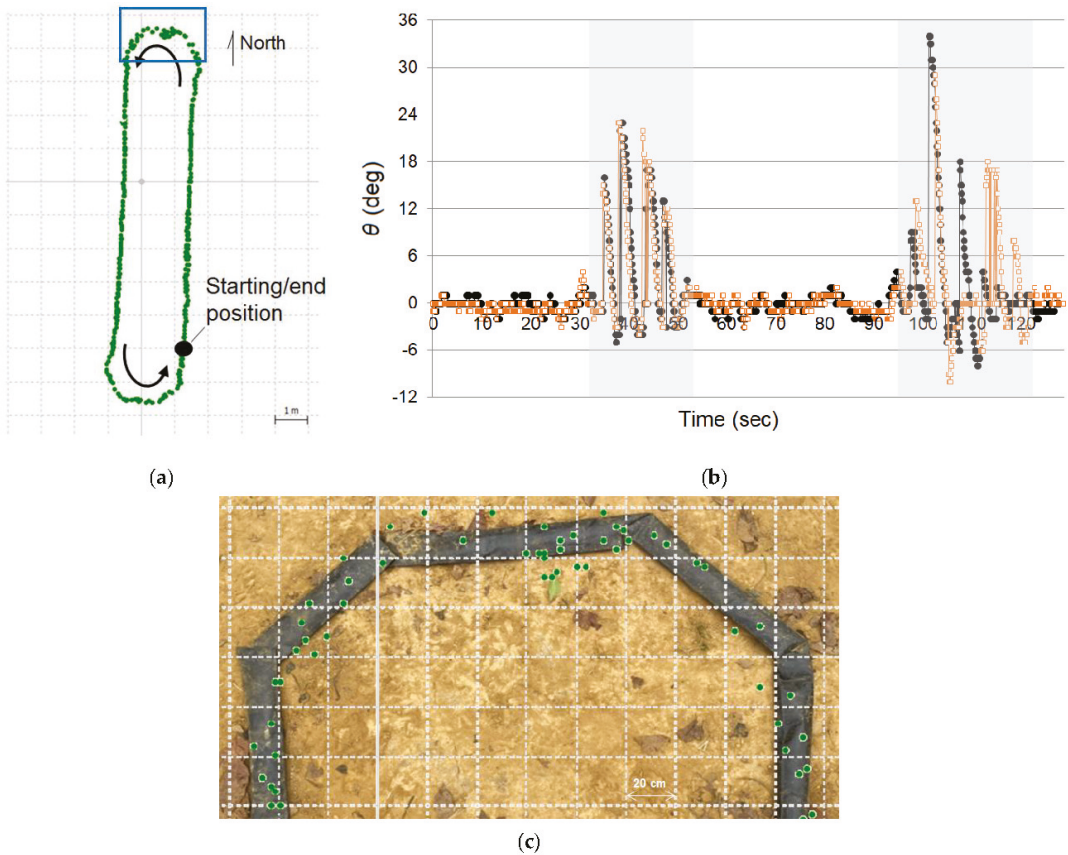 North
Starting/end
position
1 m
(a)
36
30
24
18
12
6
0
-6
-12
θ (deg)
0 10 20 30 40 50 60 70 80 90 100 110 120
Time (sec)
(b)
20 cm
(c)